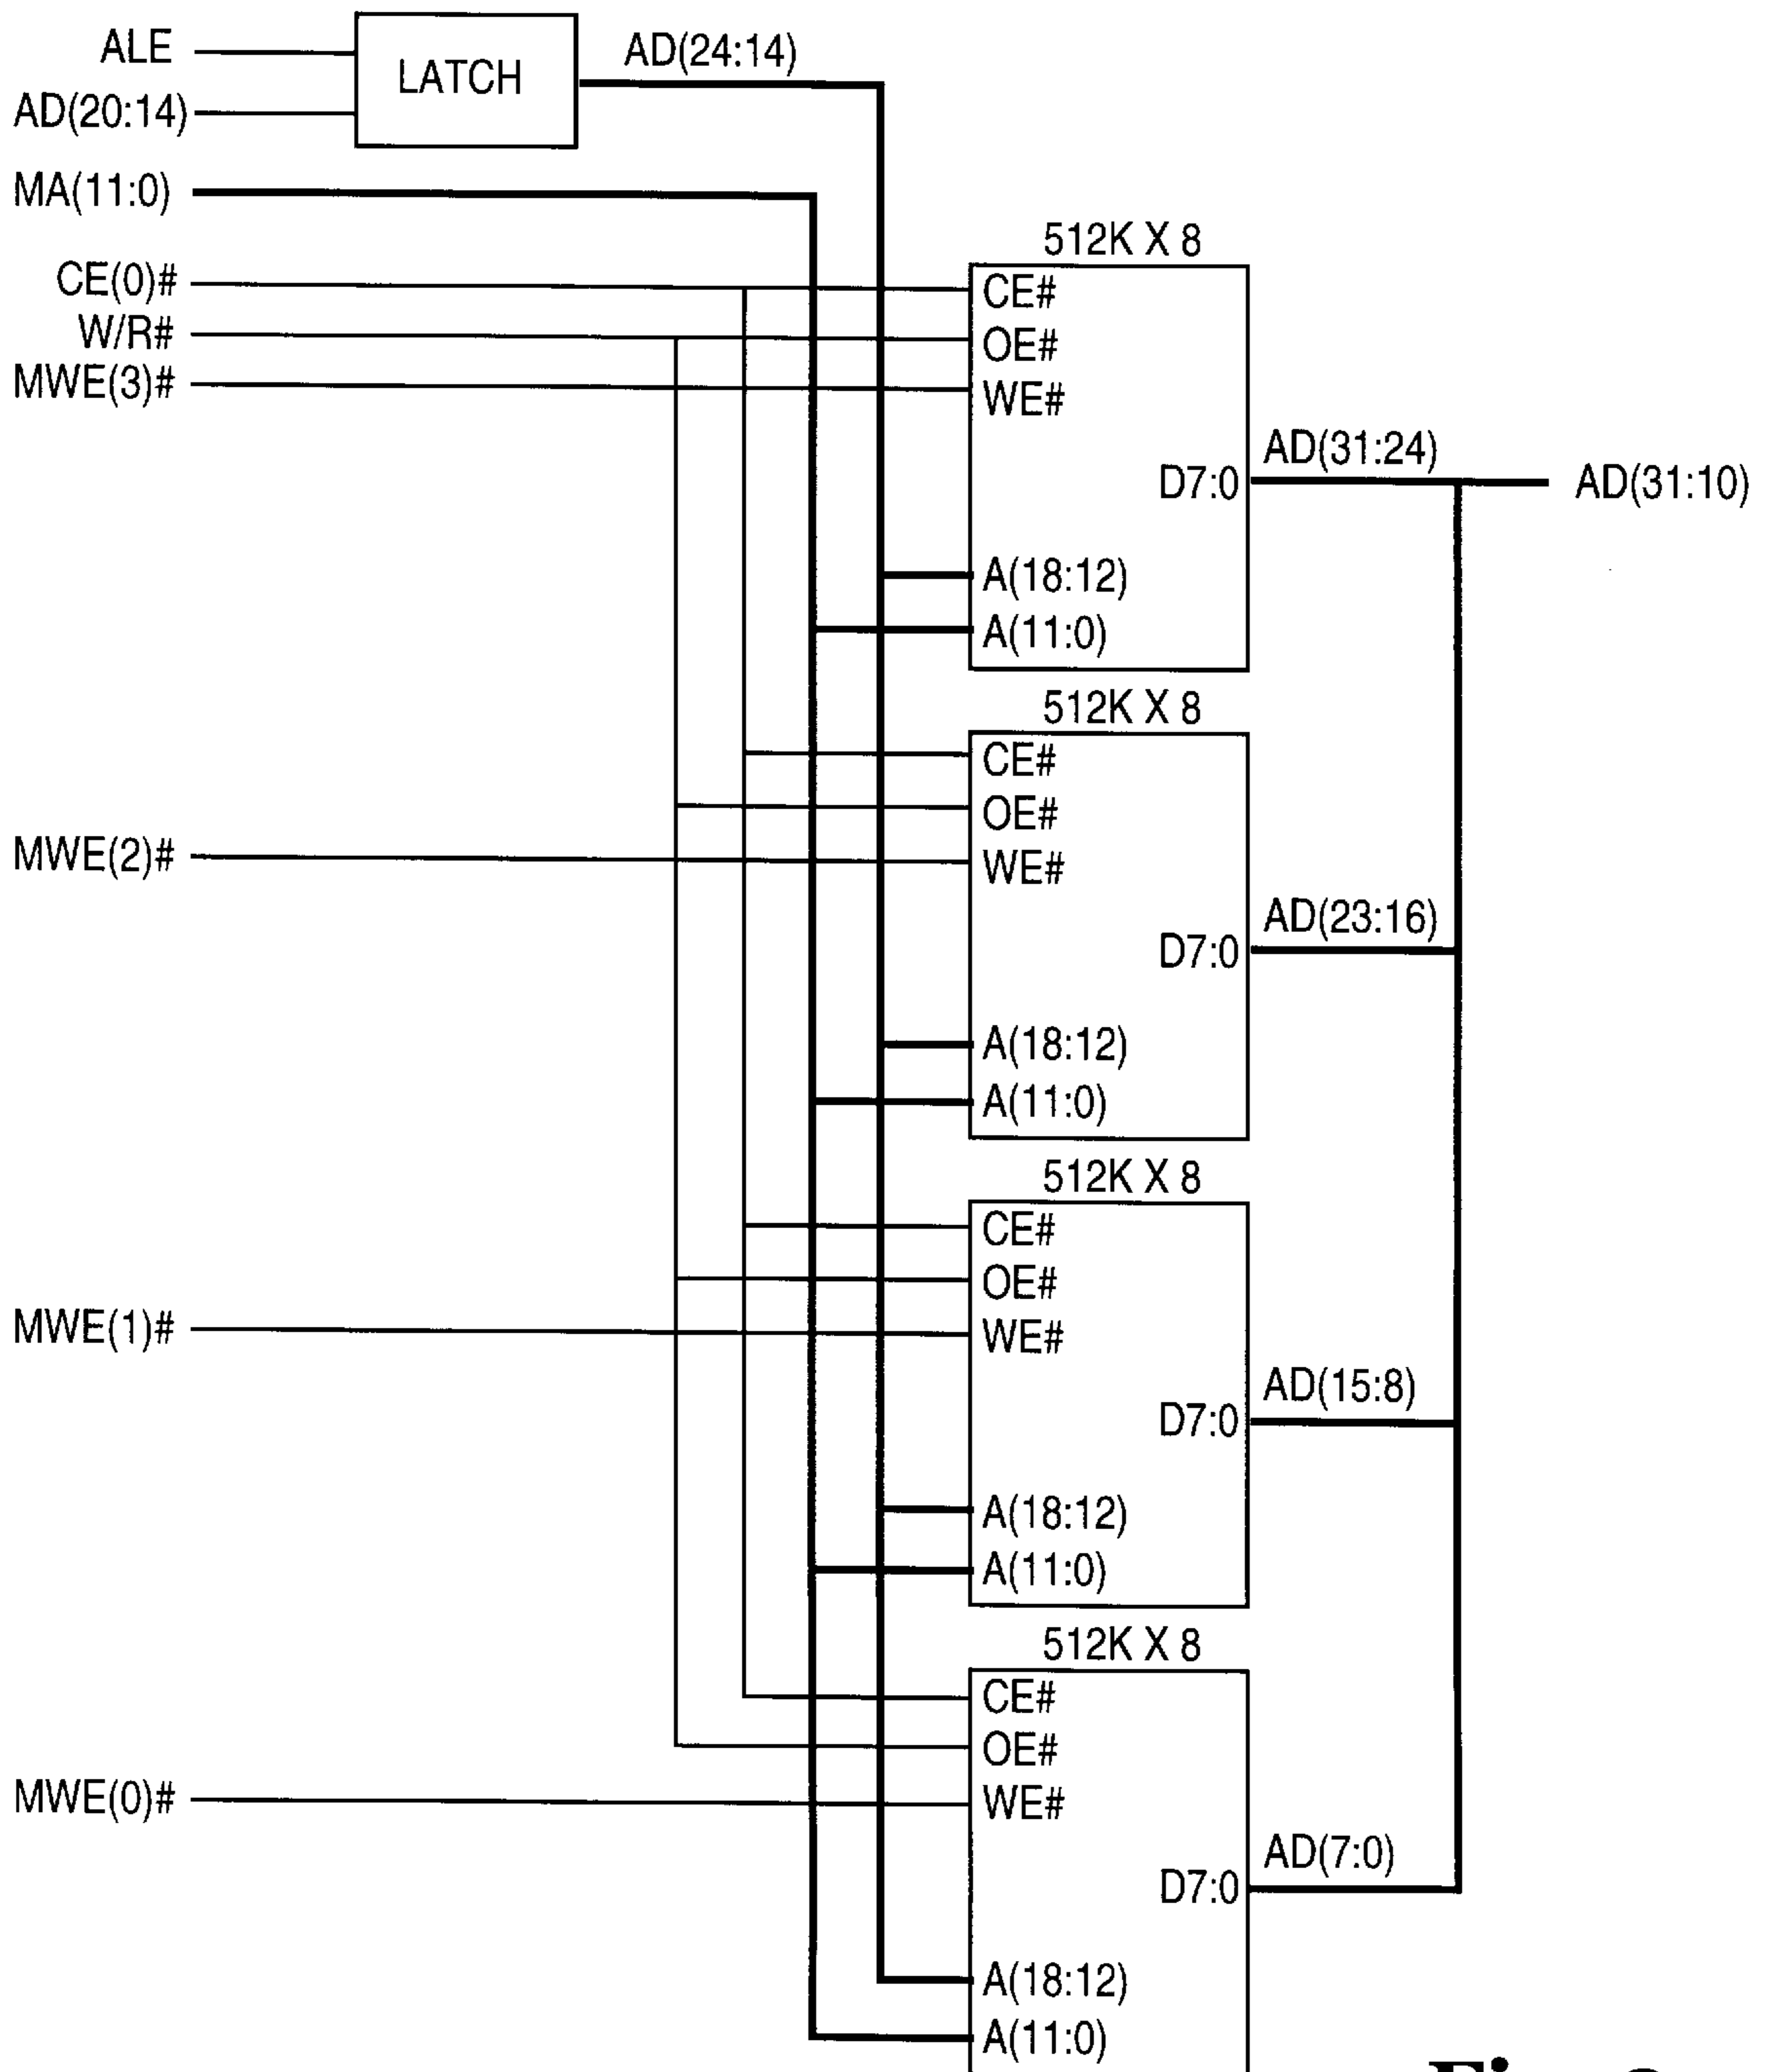 ALE
AD(20:14)
LATCH
AD(24:14)
MA(11:0)
CE(0)#
W/R#
MWE(3)#
512K X 8
CE#
OE#
WE#
D7:0
A(18:12)
A(11:0)
AD(31:24)
AD(31:10)
MWE(2)#
512K X 8
CE#
OE#
WE#
D7:0
A(18:12)
A(11:0)
AD(23:16)
MWE(1)#
512K X 8
CE#
OE#
WE#
D7:0
A(18:12)
A(11:0)
AD(15:8)
MWE(0)#
512K X 8
CE#
OE#
WE#
D7:0
A(18:12)
A(11:0)
AD(7:0)